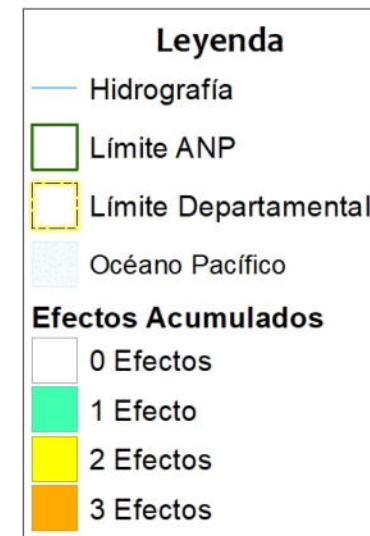 Leyenda
Hidrografía
Límite ANP
Límite Departamental
Océano Pacífico
Efectos Acumulados
0 Efectos
1 Efecto
2 Efectos
3 Efectos